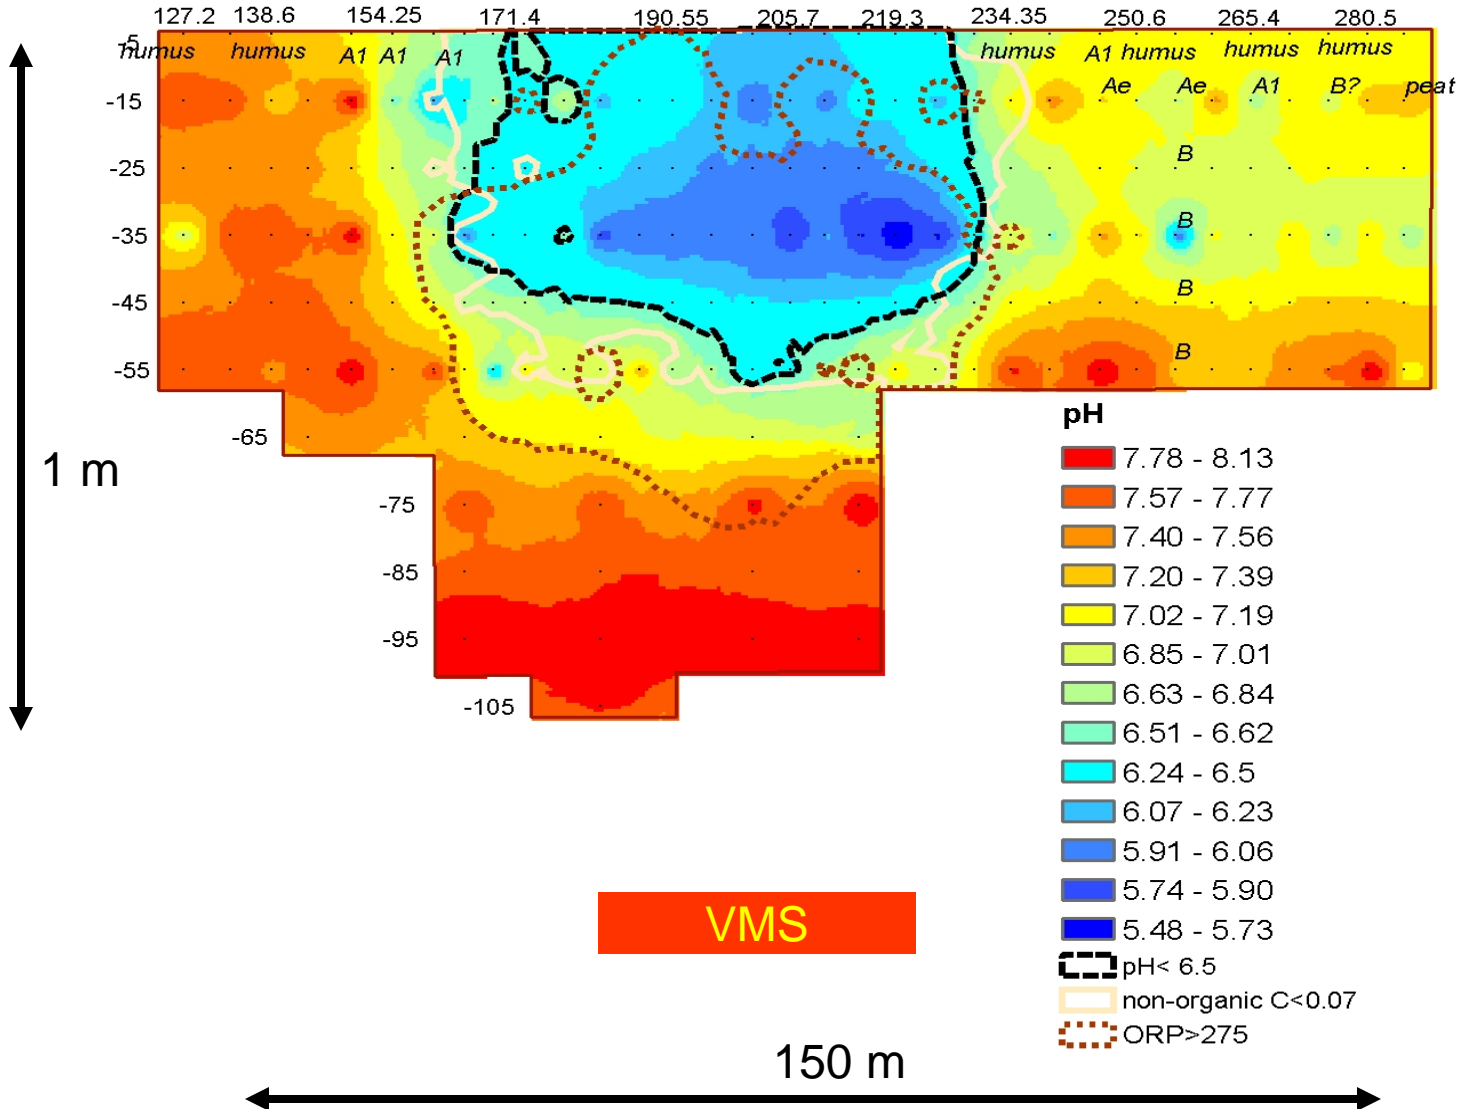 127.2 138.6 154.25 171.4 190.55 205.7 219.3 234.35 250.6 265.4 280.5
-5
humus humus A1 A1 A1 humus A1 humus humus humus
Ae Ae A1 B? peat
-15
B
-25
B
-35
B
-45
B
-55
pH
-65
1 m
7.78 - 8.13
7.57 - 7.77
-75
7.40 - 7.56
-85
7.20 - 7.39
7.02 - 7.19
-95
6.85 - 7.01
6.63 - 6.84
-105
6.51 - 6.62
6.24 - 6.5
6.07 - 6.23
5.91 - 6.06
5.74 - 5.90
VMS
5.48 - 5.73
pH< 6.5
non-organic C<0.07
ORP>275
150 m